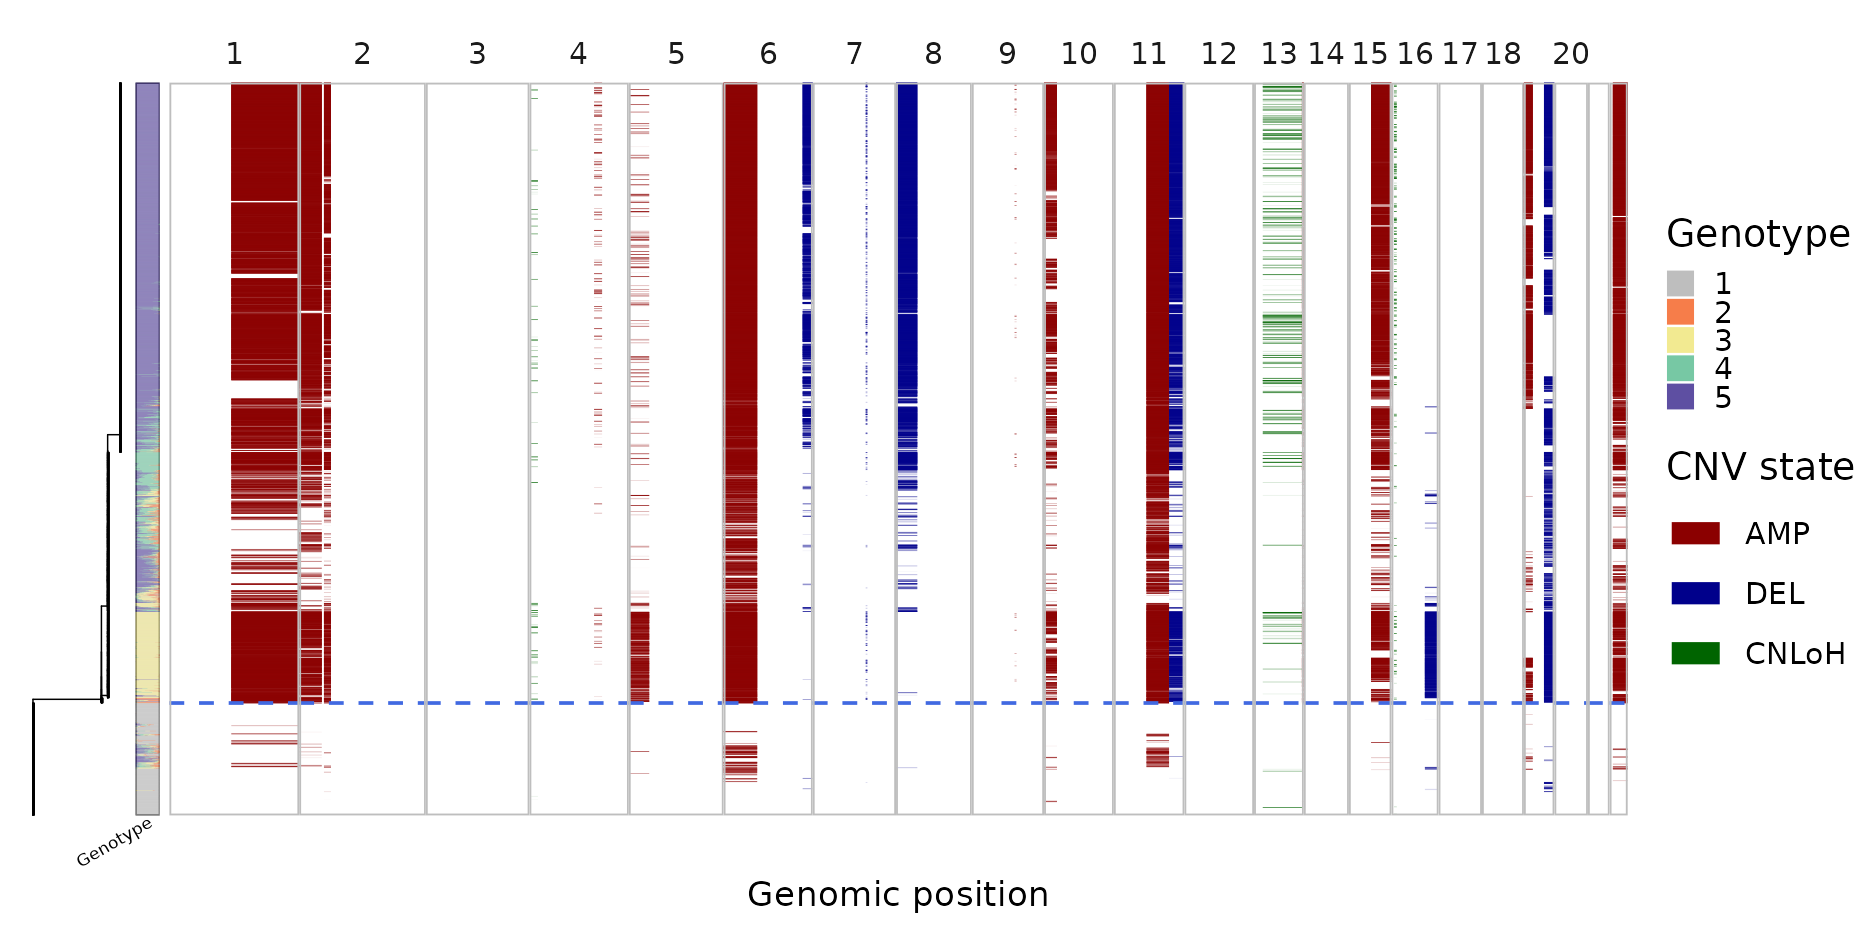 1 2 3 4 5 6 7 8 9 10 11 12 13 14 15 16 17 18 20
Genotype
1
2
3
4
5
CNV state
AMP
DEL
CNLoH
Genotype
Genomic position